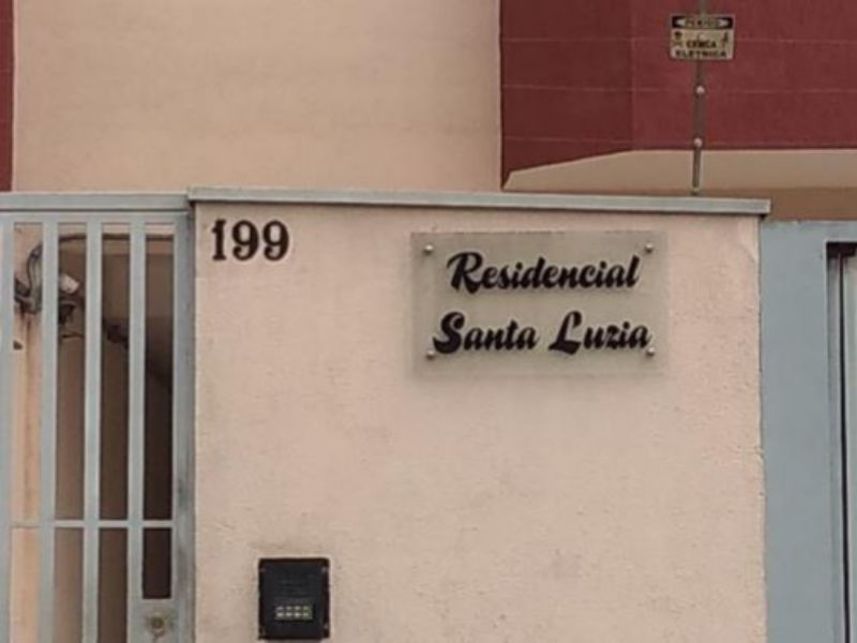 PERIGO
CERCA
ELÉTRICA
199
Residencial
Santa Luzia